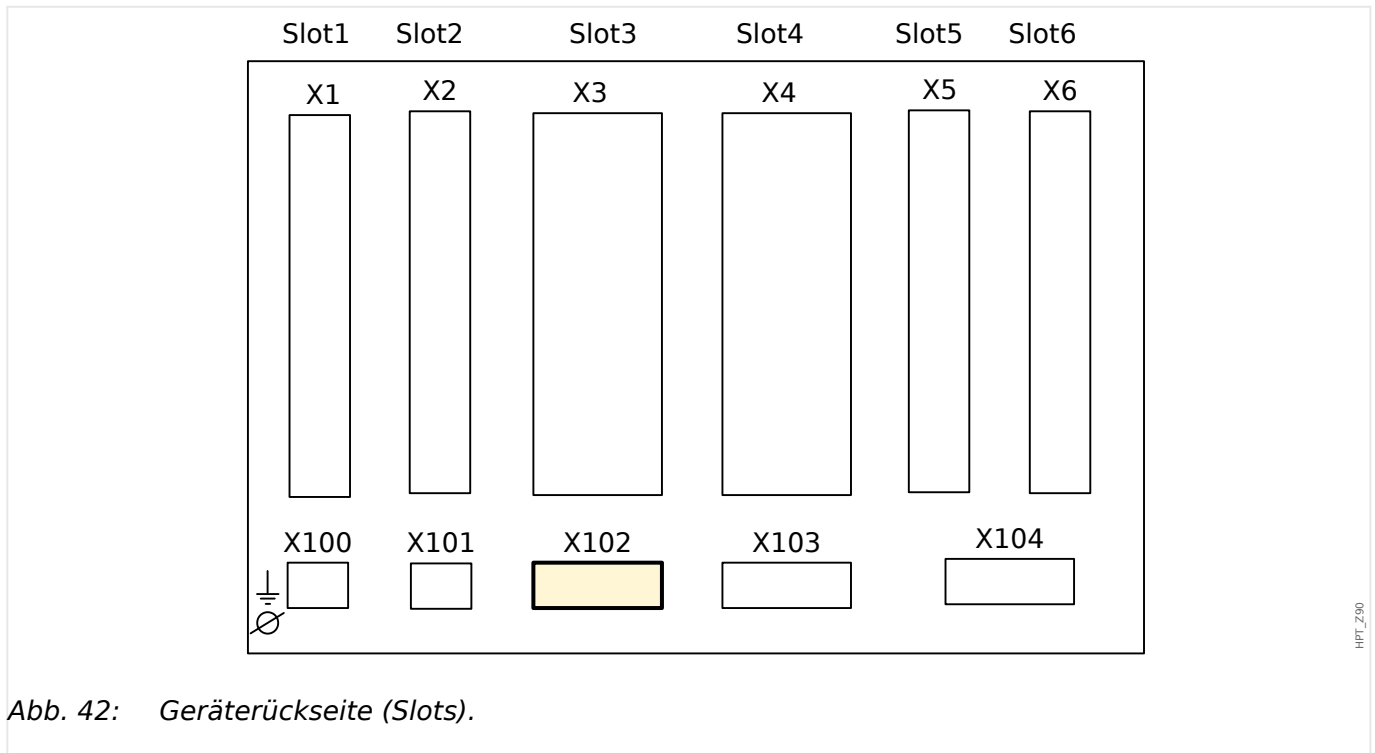 Slot1 Slot2 Slot3 Slot4 Slot5 Slot6
X1 X2 X3 X4 X5 X6
X100 X101 X102 X103 X104
HPT_Z90
Abb. 42: Geräterückseite (Slots).